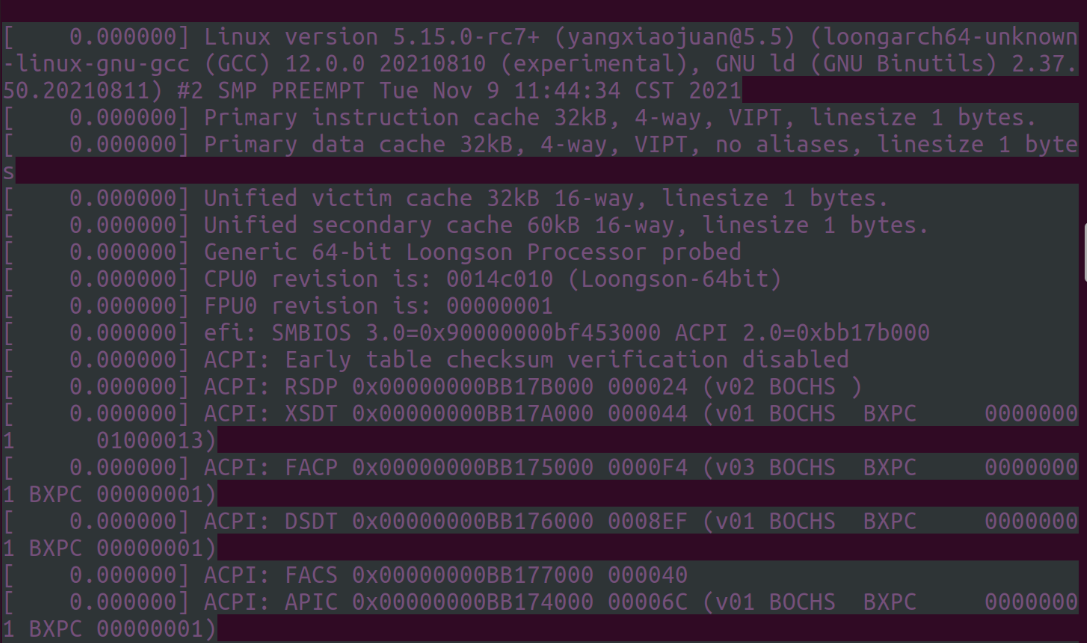 [    0.000000] Linux version 5.15.0-rc7+ (yangxiaojuan@5.5) (loongarch64-unknown
-linux-gnu-gcc (GCC) 12.0.0 20210810 (experimental), GNU ld (GNU Binutils) 2.37.
50.20210811) #2 SMP PREEMPT Tue Nov 9 11:44:34 CST 2021
[    0.000000] Primary instruction cache 32kB, 4-way, VIPT, linesize 1 bytes.
[    0.000000] Primary data cache 32kB, 4-way, VIPT, no aliases, linesize 1 byte
s
[    0.000000] Unified victim cache 32kB 16-way, linesize 1 bytes.
[    0.000000] Unified secondary cache 60kB 16-way, linesize 1 bytes.
[    0.000000] Generic 64-bit Loongson Processor probed
[    0.000000] CPU0 revision is: 0014c010 (Loongson-64bit)
[    0.000000] FPU0 revision is: 00000001
[    0.000000] efi: SMBIOS 3.0=0x90000000bf453000 ACPI 2.0=0xbb17b000
[    0.000000] ACPI: Early table checksum verification disabled
[    0.000000] ACPI: RSDP 0x00000000BB17B000 000024 (v02 BOCHS )
[    0.000000] ACPI: XSDT 0x00000000BB17A000 000044 (v01 BOCHS  BXPC     0000000
1      01000013)
[    0.000000] ACPI: FACP 0x00000000BB175000 0000F4 (v03 BOCHS  BXPC     0000000
1 BXPC 00000001)
[    0.000000] ACPI: DSDT 0x00000000BB176000 0008EF (v01 BOCHS  BXPC     0000000
1 BXPC 00000001)
[    0.000000] ACPI: FACS 0x00000000BB177000 000040
[    0.000000] ACPI: APIC 0x00000000BB174000 00006C (v01 BOCHS  BXPC     0000000
1 BXPC 00000001)